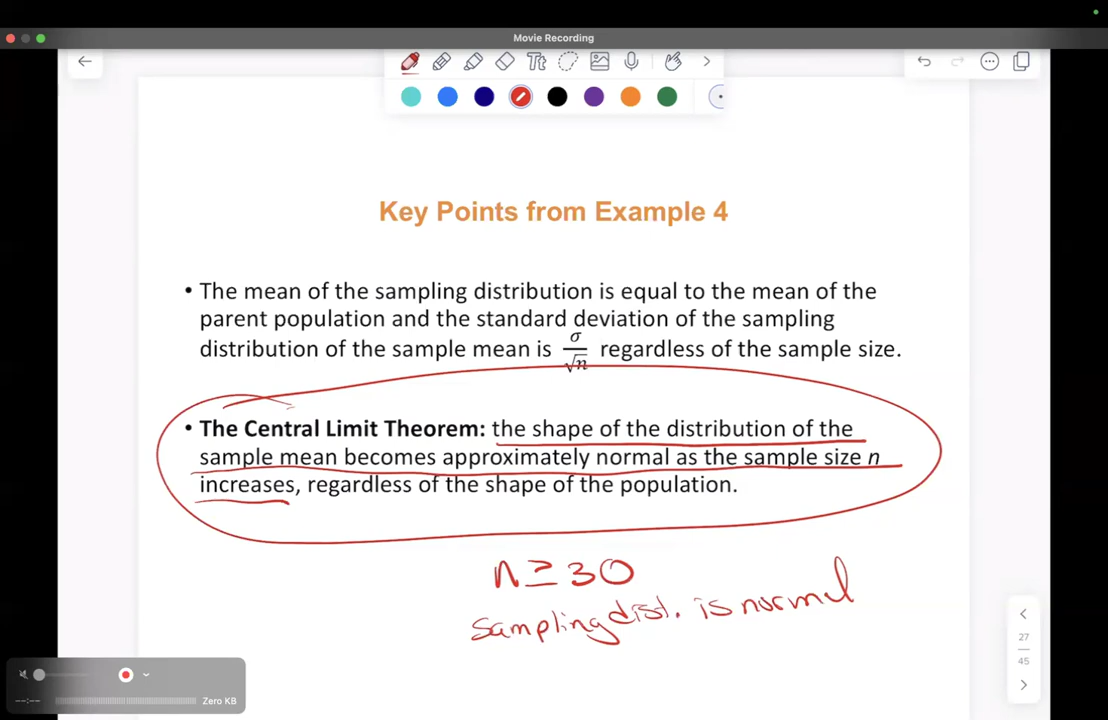 Movie Recording
Tt
Key Points from Example 4
• The mean of the sampling distribution is equal to the mean of the
parent population and the standard deviation of the sampling
distribution of the sample mean is σ/√n regardless of the sample size.
• The Central Limit Theorem: the shape of the distribution of the
sample mean becomes approximately normal as the sample size n
increases, regardless of the shape of the population.
n ≥ 30
sampling dist. is normal
27
45
--:--
Zero KB